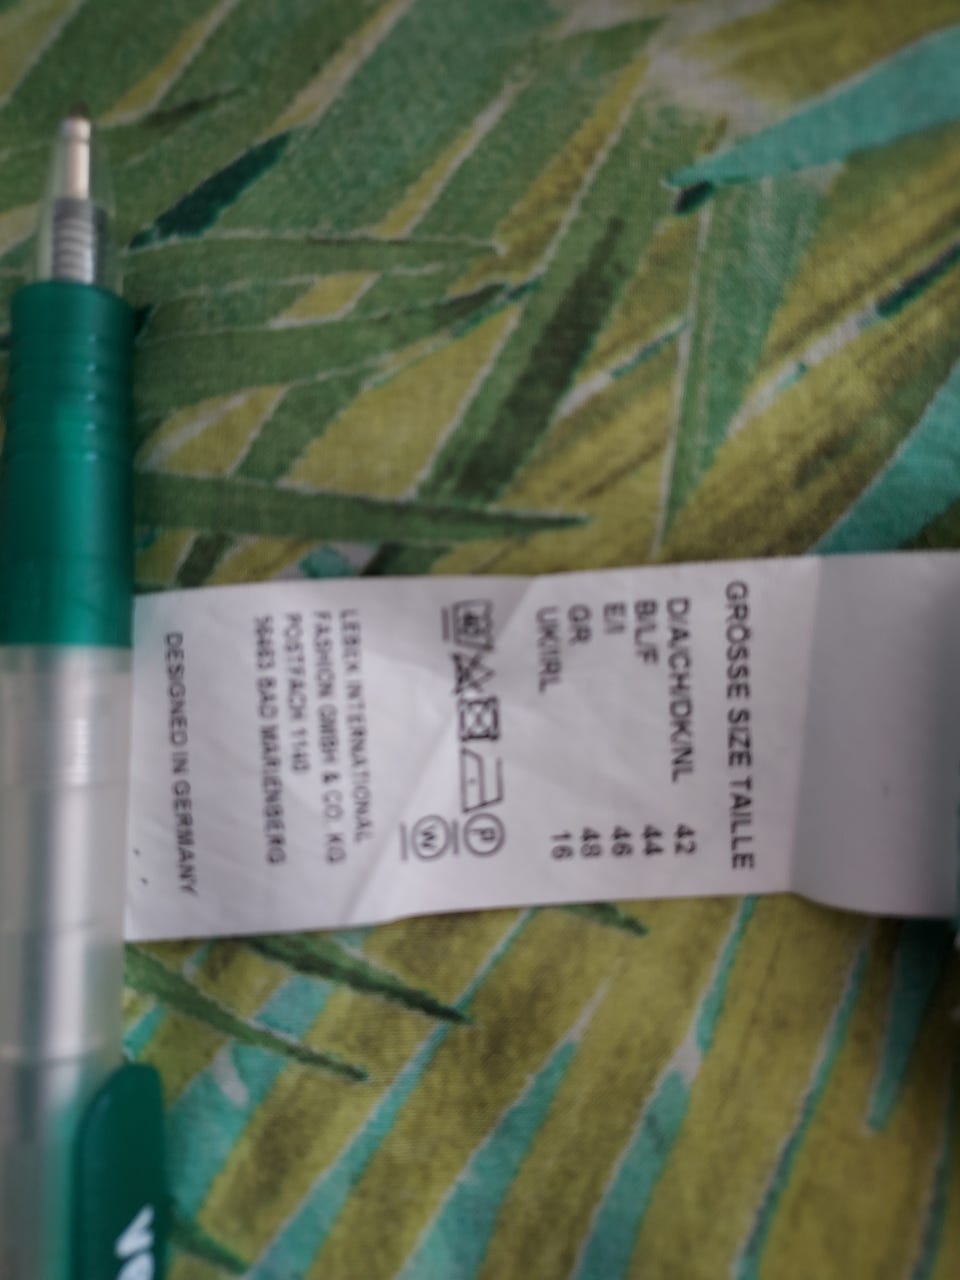 GRÖSSE SIZE TAILLE
D/A/CH/DK/NL 42
B/L/F 44
E/I 46
GR 48
UK/IRL 16
40
P
W
LEBEK INTERNATIONAL
FASHION GMBH & CO. KG
POSTFACH 1140
56463 BAD MARIENBERG
DESIGNED IN GERMANY